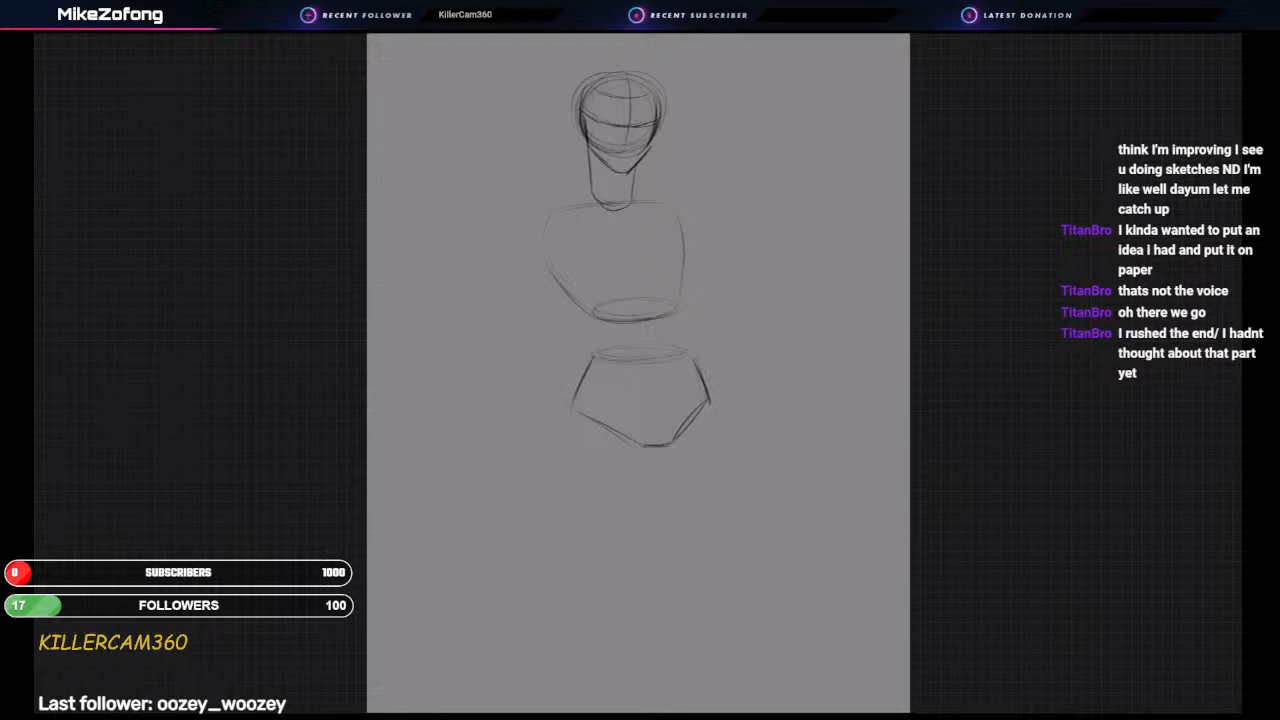 MikeZofong
RECENT FOLLOWER KillerCam360
RECENT SUBSCRIBER
LATEST DONATION
think I'm improving I see
u doing sketches ND I'm
like well dayum let me
catch up
TitanBro I kinda wanted to put an
idea i had and put it on
paper
TitanBro thats not the voice
TitanBro oh there we go
TitanBro I rushed the end/ I hadnt
thought about that part
yet
0 SUBSCRIBERS 1000
17 FOLLOWERS 100
KILLERCAM360
Last follower: oozey_woozey